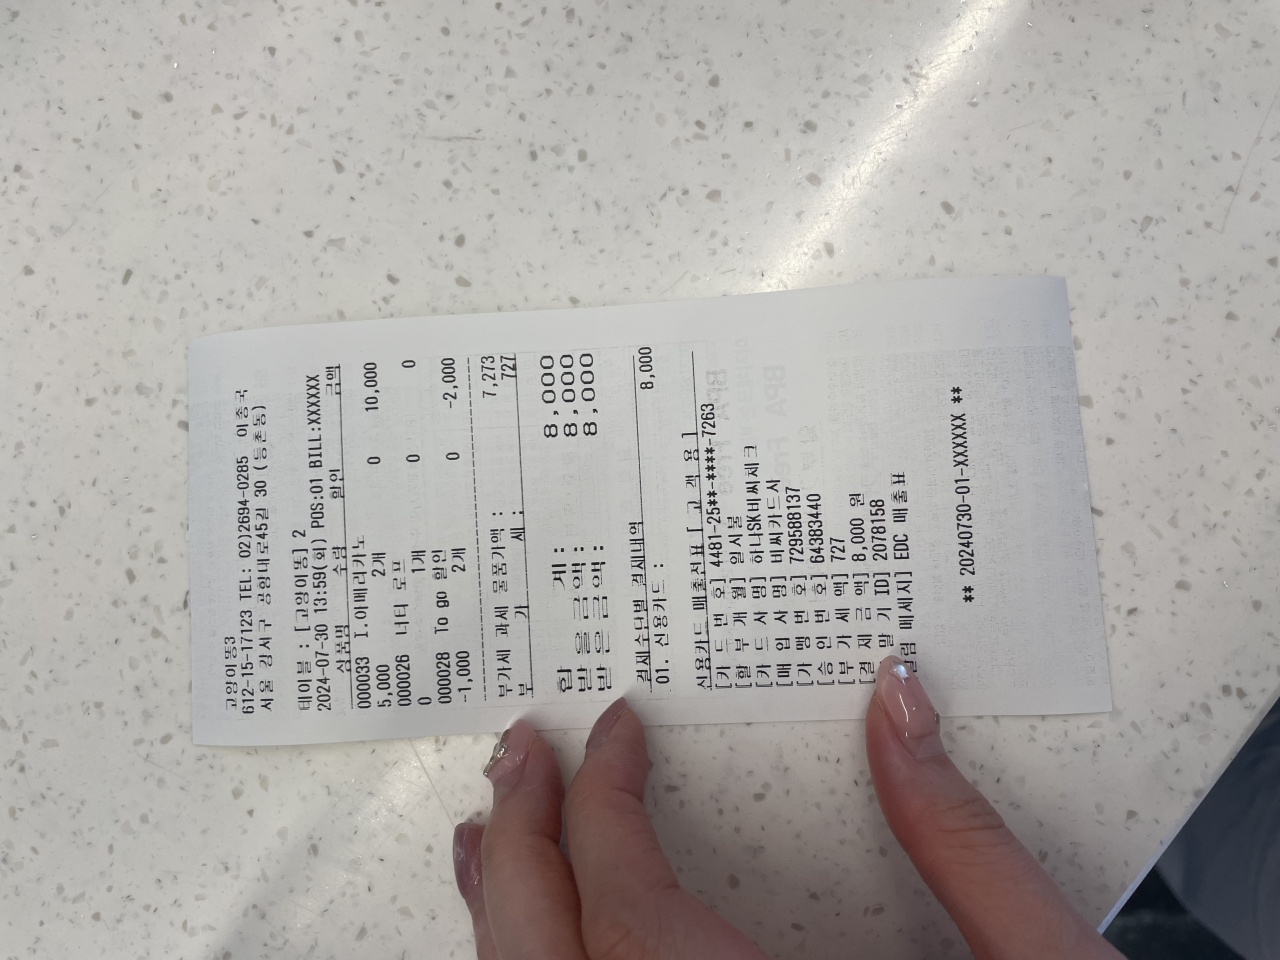 고양이똥3
612-15-17123 TEL: 02)2694-0285 이종국
서울 강서구 공항대로45길 30 (등촌동)
테이블 : [고양이똥] 2
2024-07-30 13:59(화) POS:01 BILL:XXXXXX
상품명 수량 할인 금액
000033 I.아메리카노
5,000 2개 0 10,000
000026 너티 로프
0 1개 0 0
000028 To go 할인
-1,000 2개 0 -2,000
부가세 과세 물품가액 : 7,273
부 가 세 : 727
합 계 : 8,000
받을금액 : 8,000
받은금액 : 8,000
결제수단별 결제내역
01. 신용카드 : 8,000
신용카드 매출전표 [ 고 객 용 ]
[카 드 번 호] 4481-25**-****-7263
[할 부 개 월] 일시불
[카 드 사 명] 하나SK비씨체크
[매 입 사 명] 비씨카드사
[가 맹 번 호] 729588137
[승 인 번 호] 64383440
[부 가 세 액] 727
[결 제 금 액] 8,000 원
말 기 ID] 2078158
림 메세지] EDC 매출표
** 20240730-01-XXXXXX **